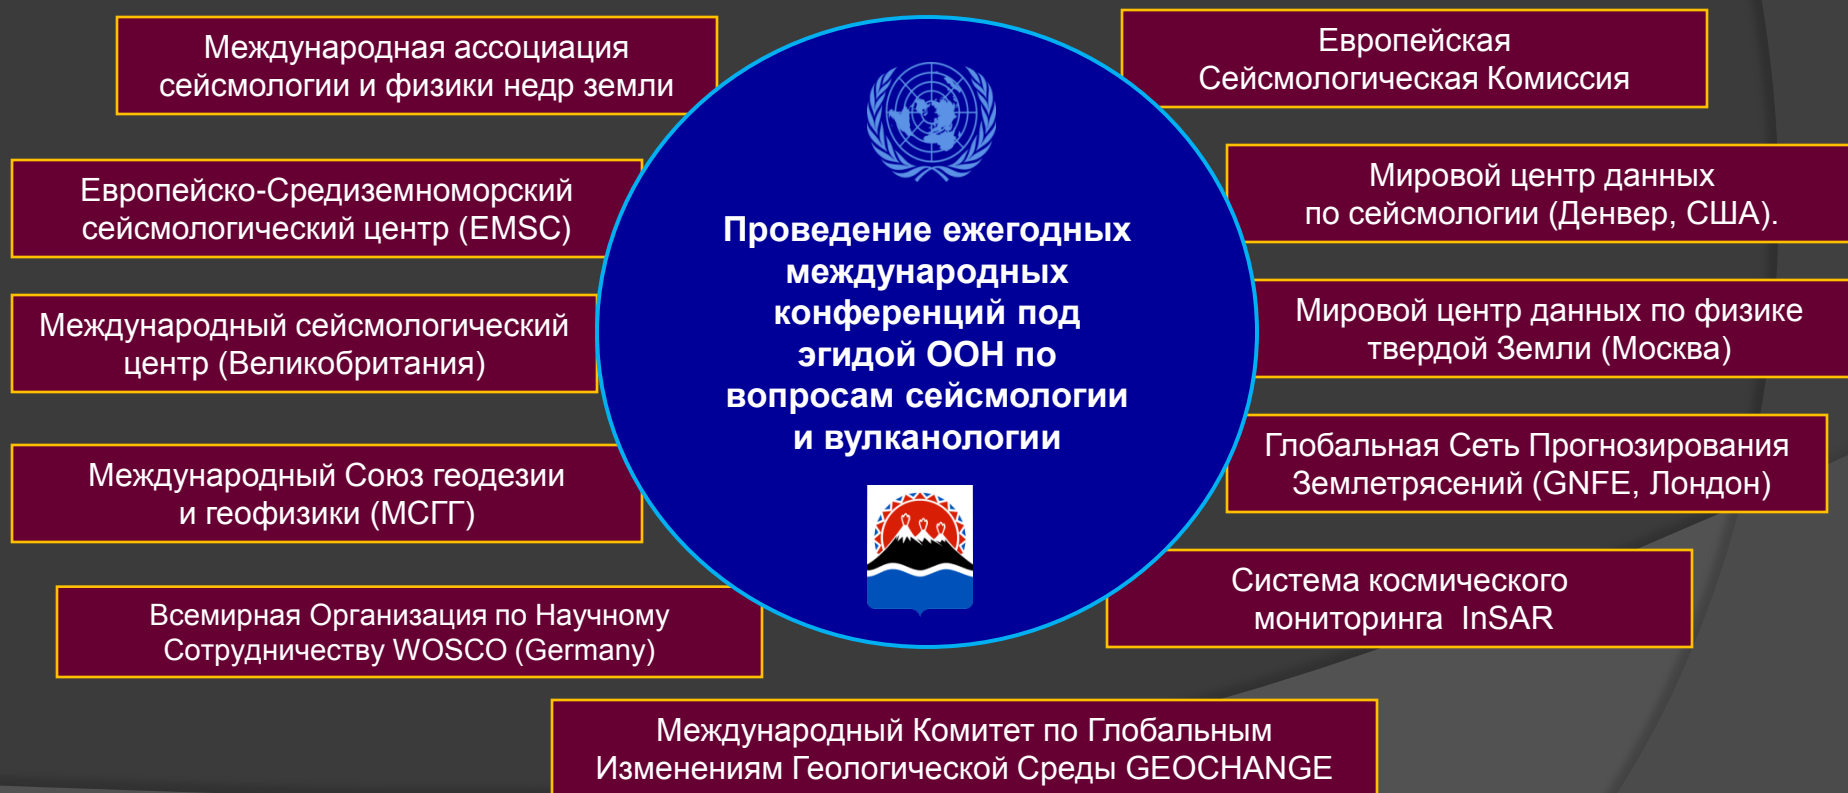 Международная ассоциация
сейсмологии и физики недр земли
Европейско-Средиземноморский
сейсмологический центр (EMSC)
Международный сейсмологический
центр (Великобритания)
Международный Союз геодезии
и геофизики (МСГГ)
Всемирная Организация по Научному
Сотрудничеству WOSCO (Germany)
Проведение ежегодных
международных
конференций под
эгидой ООН по
вопросам сейсмологии
и вулканологии
Европейская
Сейсмологическая Комиссия
Мировой центр данных
по сейсмологии (Денвер, США).
Мировой центр данных по физике
твердой Земли (Москва)
Глобальная Сеть Прогнозирования
Землетрясений (GNFE, Лондон)
Система космического
мониторинга InSAR
Международный Комитет по Глобальным
Изменениям Геологической Среды GEOCHANGE